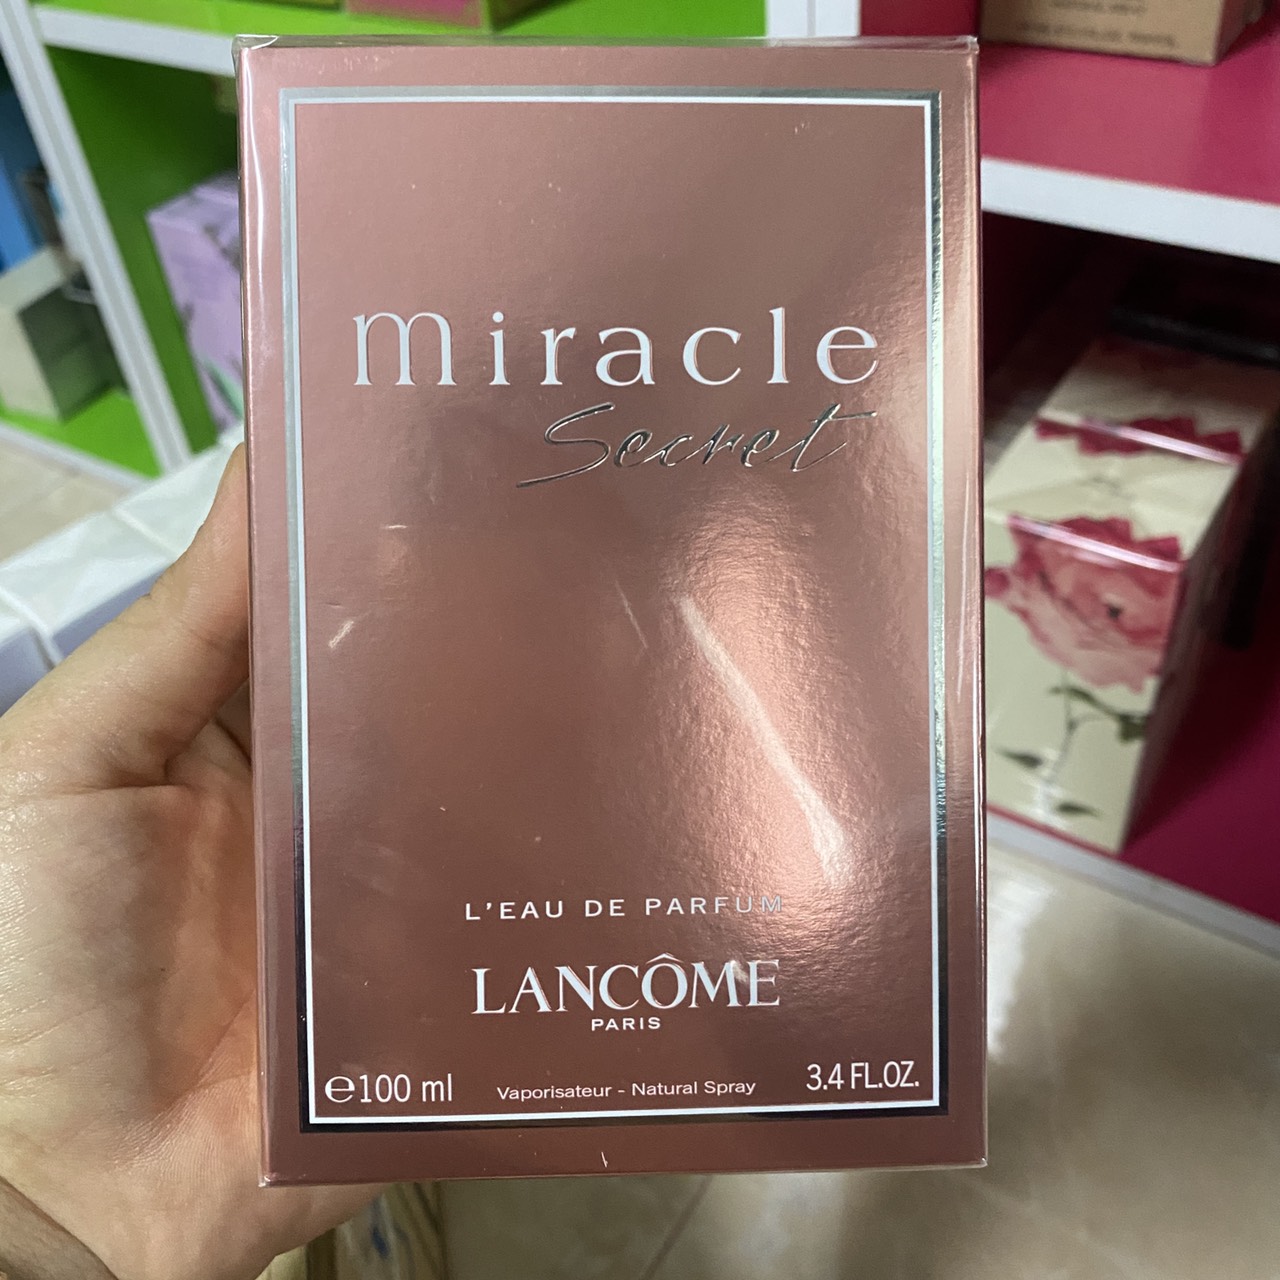 miracle
Secret
L'EAU DE PARFUM
LANCÔME
PARIS
℮100 ml Vaporisateur - Natural Spray 3.4 FL.OZ.